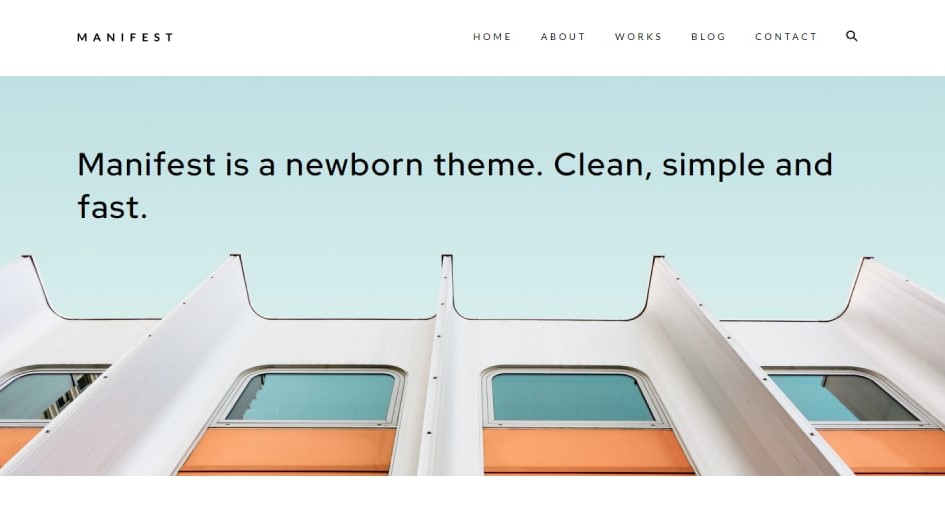 MANIFEST
HOME ABOUT WORKS BLOG CONTACT
Manifest is a newborn theme. Clean, simple and
fast.